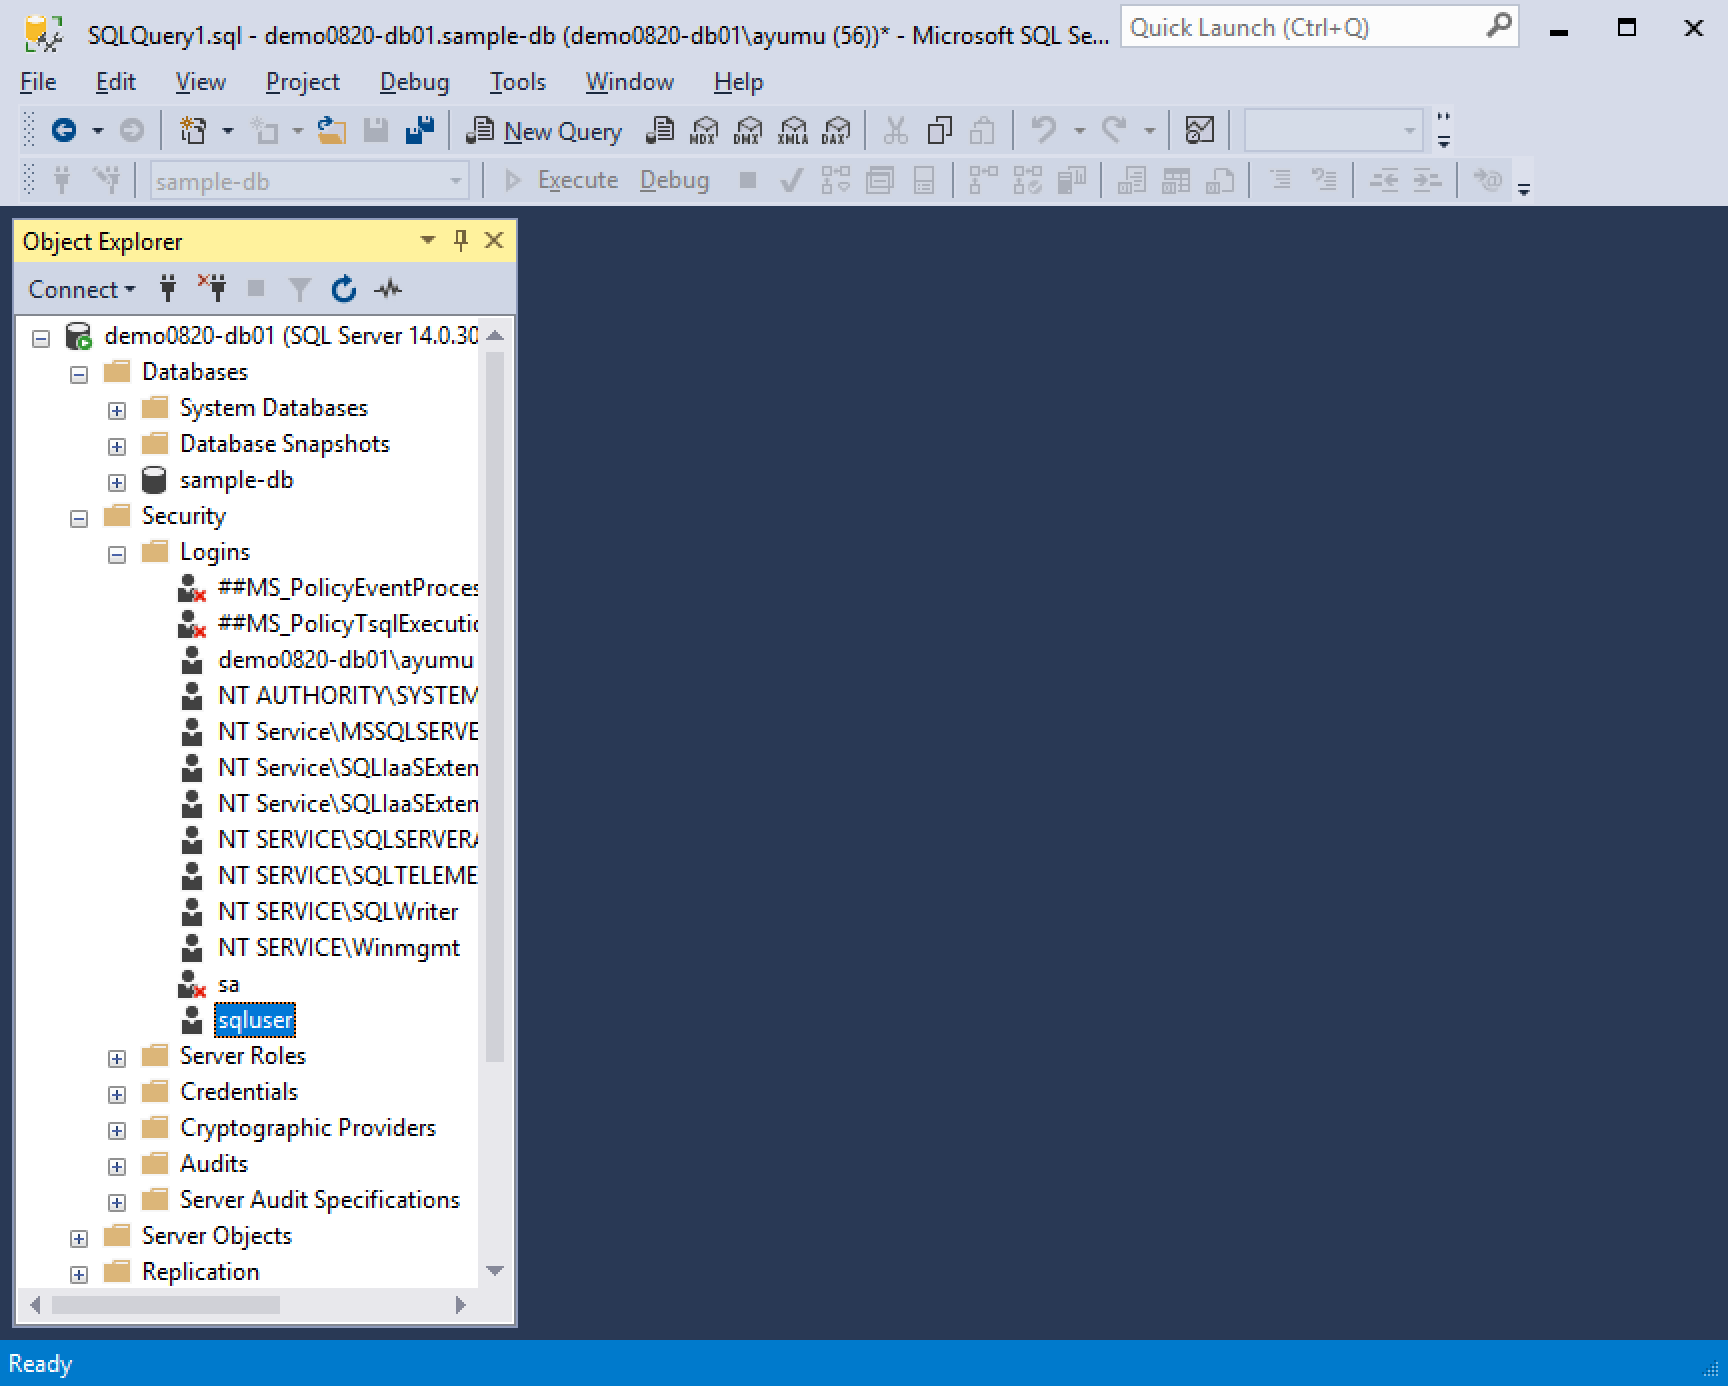 SQLQuery1.sql - demo0820-db01.sample-db (demo0820-db01\ayumu (56))* - Microsoft SQL Se...
Quick Launch (Ctrl+Q)
File Edit View Project Debug Tools Window Help
New Query MDX DMX XMLA DAX
sample-db Execute Debug
Object Explorer
Connect
demo0820-db01 (SQL Server 14.0.30
Databases
System Databases
Database Snapshots
sample-db
Security
Logins
##MS_PolicyEventProces
##MS_PolicyTsqlExecutio
demo0820-db01\ayumu
NT AUTHORITY\SYSTEM
NT Service\MSSQLSERVE
NT Service\SQLIaaSExten
NT Service\SQLIaaSExten
NT SERVICE\SQLSERVERA
NT SERVICE\SQLTELEME
NT SERVICE\SQLWriter
NT SERVICE\Winmgmt
sa
sqluser
Server Roles
Credentials
Cryptographic Providers
Audits
Server Audit Specifications
Server Objects
Replication
Ready